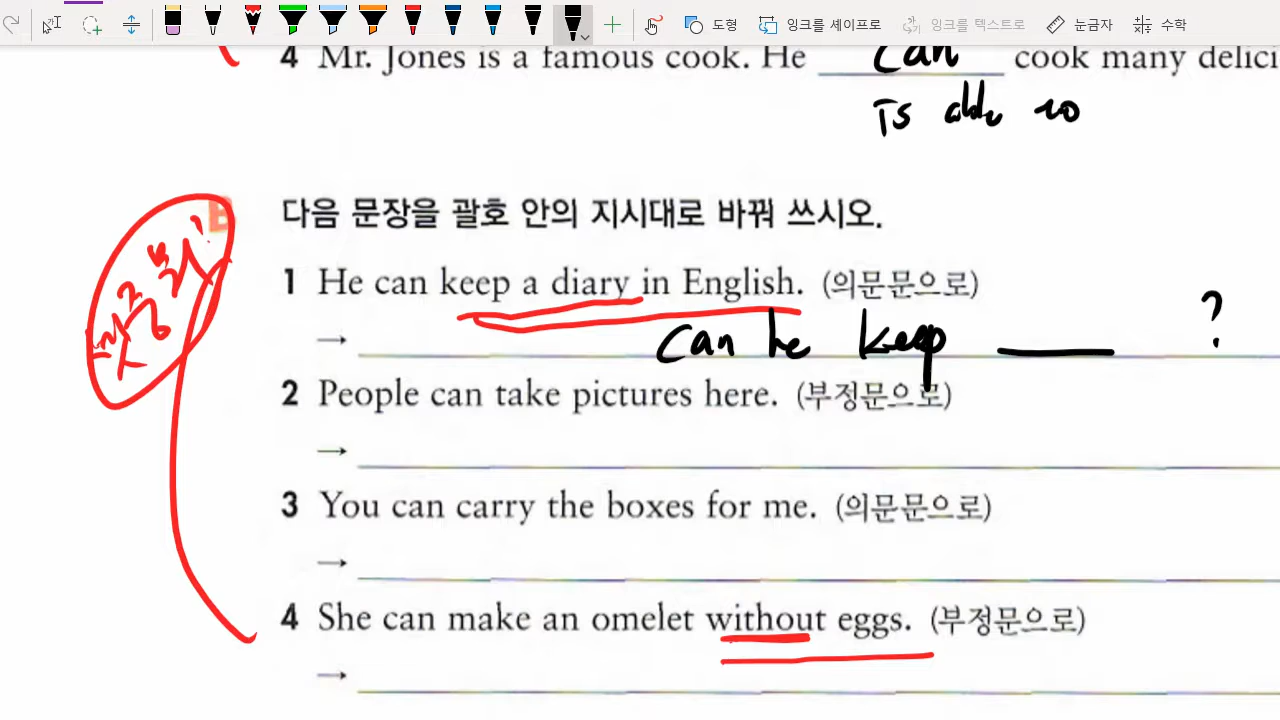 도형 잉크를 셰이프로 잉크를 텍스트로 눈금자 수학
4 Mr. Jones is a famous cook. He can cook many delici
is able to
B 다음 문장을 괄호 안의 지시대로 바꿔 쓰시오.
1 He can keep a diary in English. (의문문으로)
→ can he keep ?
2 People can take pictures here. (부정문으로)
→
3 You can carry the boxes for me. (의문문으로)
→
4 She can make an omelet without eggs. (부정문으로)
→